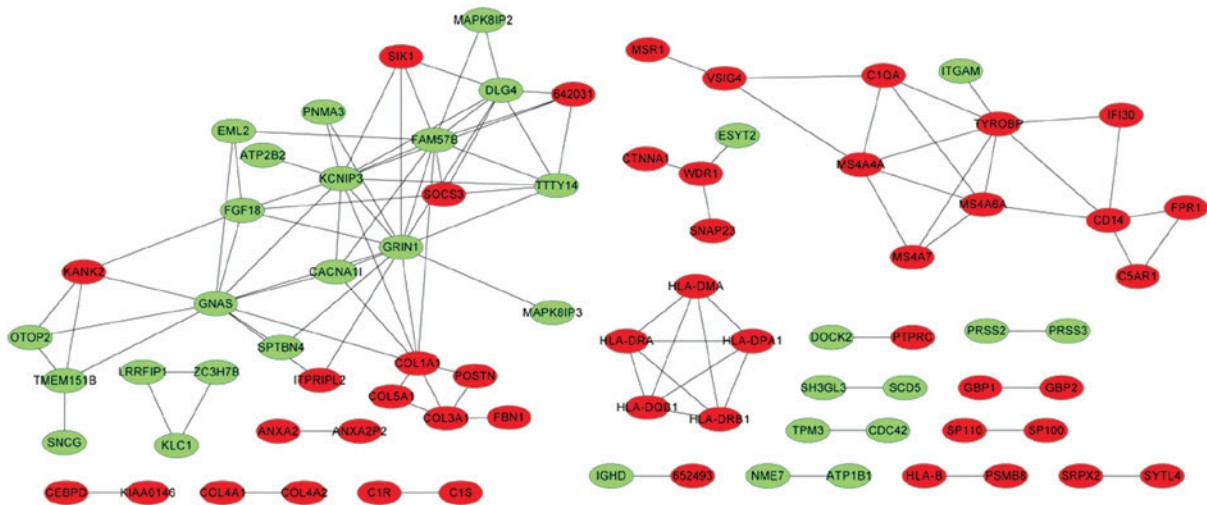 MAPK8IP2
SIK1
DLG4
642031
PNMA3
EML2
FAM57B
ATP2B2
KCNIP3
TTTY14
SOCS3
FGF18
GRIN1
KANK2
CACNA1I
GNAS
MAPK8IP3
OTOP2
SPTBN4
TMEM151B
LRRFIP1
ZC3H7B
ITPRIPL2
COL1A1
POSTN
COL5A1
COL3A1
FBN1
SNCG
KLC1
ANXA2
ANXA2P2
CEBPD
KIAA0146
COL4A1
COL4A2
C1R
C1S
MSR1
VSIG4
C1QA
ITGAM
TYROBP
IFI30
ESYT2
CTNNA1
WDR1
MS4A4A
MS4A6A
CD14
FPR1
SNAP23
MS4A7
C5AR1
HLA-DMA
HLA-DRA
HLA-DPA1
HLA-DQB1
HLA-DRB1
DOCK2
PTPRC
PRSS2
PRSS3
SH3GL3
SCD5
GBP1
GBP2
TPM3
CDC42
SP110
SP100
IGHD
652493
NME7
ATP1B1
HLA-B
PSMB8
SRPX2
SYTL4